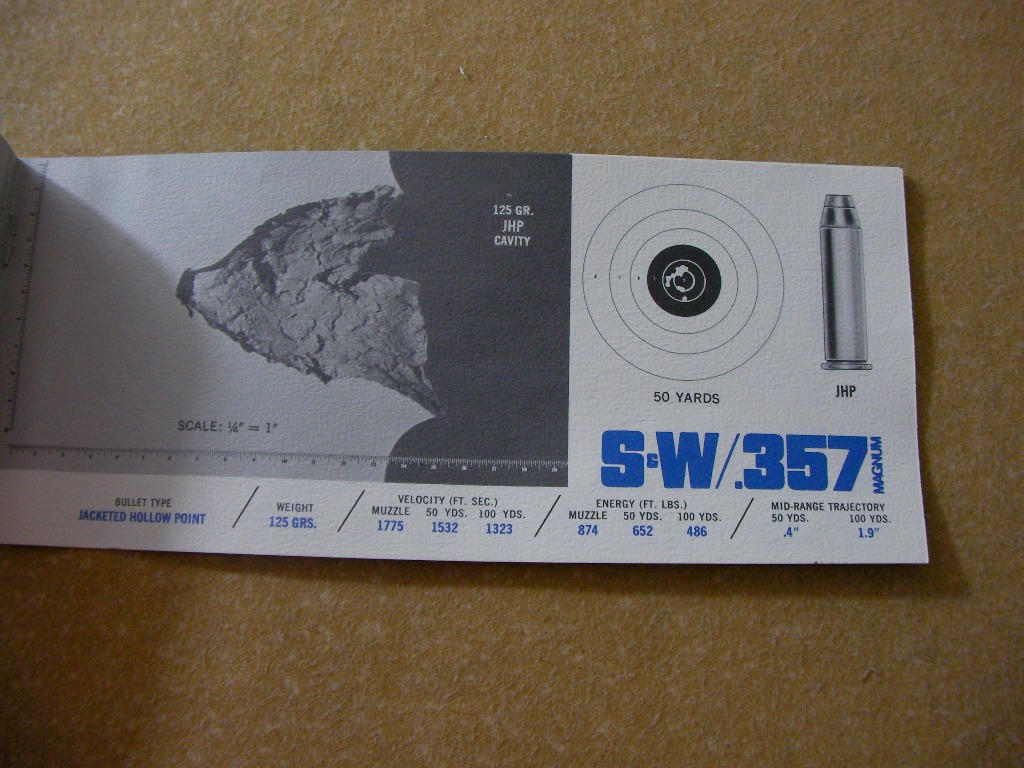 125 GR.
JHP
CAVITY
SCALE: ¼" = 1"
50 YARDS
JHP
S&W/.357 MAGNUM
BULLET TYPE
JACKETED HOLLOW POINT
WEIGHT
125 GRS.
VELOCITY (FT. SEC.)
MUZZLE 50 YDS. 100 YDS.
1775 1532 1323
ENERGY (FT. LBS.)
MUZZLE 50 YDS. 100 YDS.
874 652 486
MID-RANGE TRAJECTORY
50 YDS. 100 YDS.
.4" 1.9"